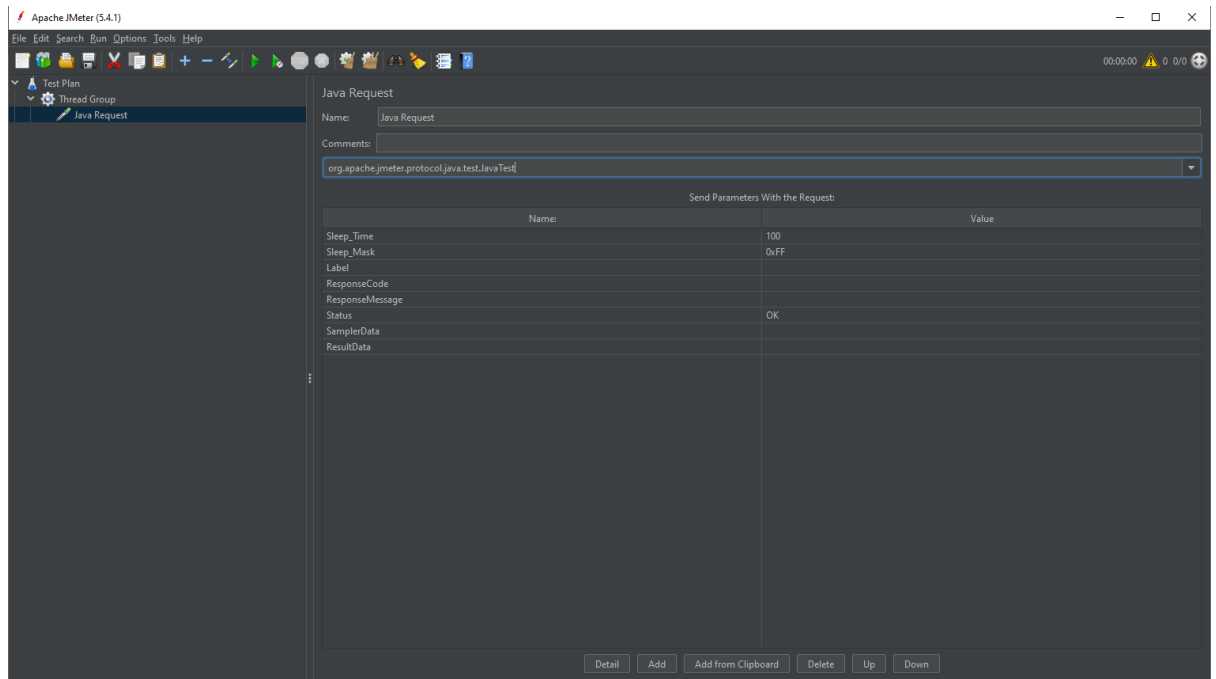 Apache JMeter (5.4.1)
File Edit Search Run Options Tools Help
00:00:00 0 0/0
Test Plan
Thread Group
Java Request
Java Request
Name: Java Request
Comments:
org.apache.jmeter.protocol.java.test.JavaTest
Send Parameters With the Request:
Name: Value
Sleep_Time 100
Sleep_Mask 0xFF
Label
ResponseCode
ResponseMessage
Status OK
SamplerData
ResultData
Detail Add Add from Clipboard Delete Up Down